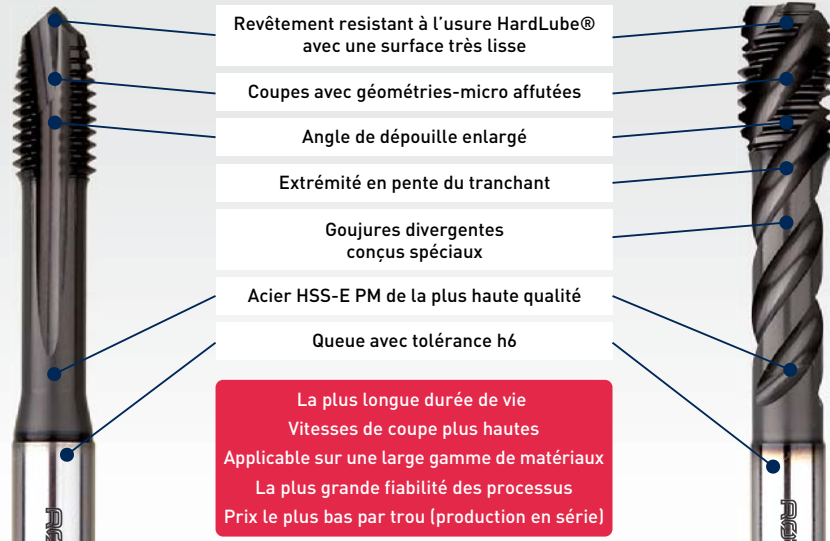 Revêtement resistant à l'usure HardLube®
avec une surface très lisse
Coupes avec géométries-micro affutées
Angle de dépouille enlargé
Extrémité en pente du tranchant
Goujures divergentes
conçus spéciaux
Acier HSS-E PM de la plus haute qualité
Queue avec tolérance h6
La plus longue durée de vie
Vitesses de coupe plus hautes
Applicable sur une large gamme de matériaux
La plus grande fiabilité des processus
Prix le plus bas par trou (production en série)